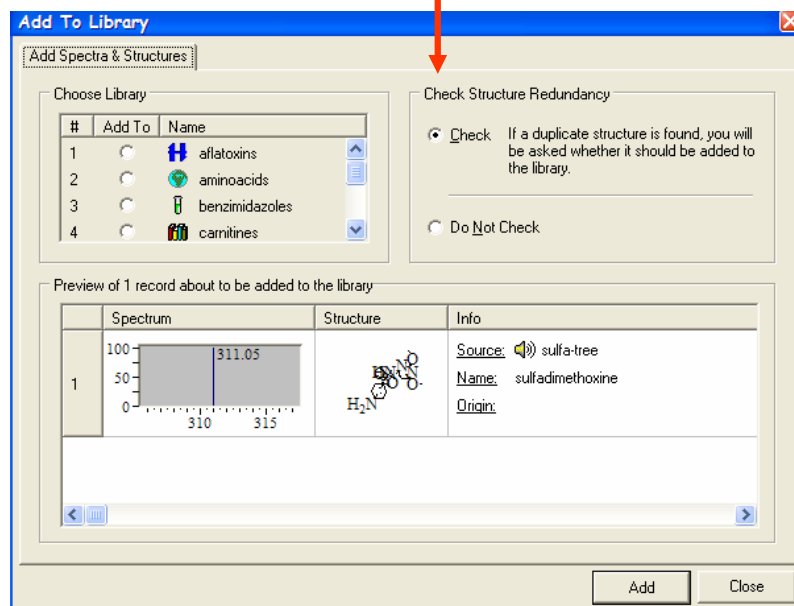 Add To Library
Add Spectra & Structures
Choose Library
# Add To Name
1 aflatoxins
2 aminoacids
3 benzimidazoles
4 carnitines
Check Structure Redundancy
Check If a duplicate structure is found, you will
be asked whether it should be added to
the library.
Do Not Check
Preview of 1 record about to be added to the library
Spectrum Structure Info
1
100
50
0
311.05
310 315
H₂N
Source: sulfa-tree
Name: sulfadimethoxine
Origin:
Add Close